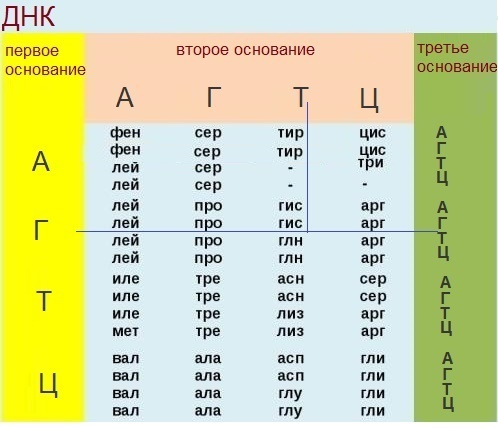 ДНК
первое основание
второе основание
третье основание
А Г Т Ц
А
фен сер тир цис А
фен сер тир цис Г
лей сер - три Т
лей сер - - Ц
Г
лей про гис арг А
лей про гис арг Г
лей про глн арг Т
лей про глн арг Ц
Т
иле тре асн сер А
иле тре асн сер Г
иле тре лиз арг Т
мет тре лиз арг Ц
Ц
вал ала асп гли А
вал ала асп гли Г
вал ала глу гли Т
вал ала глу гли Ц